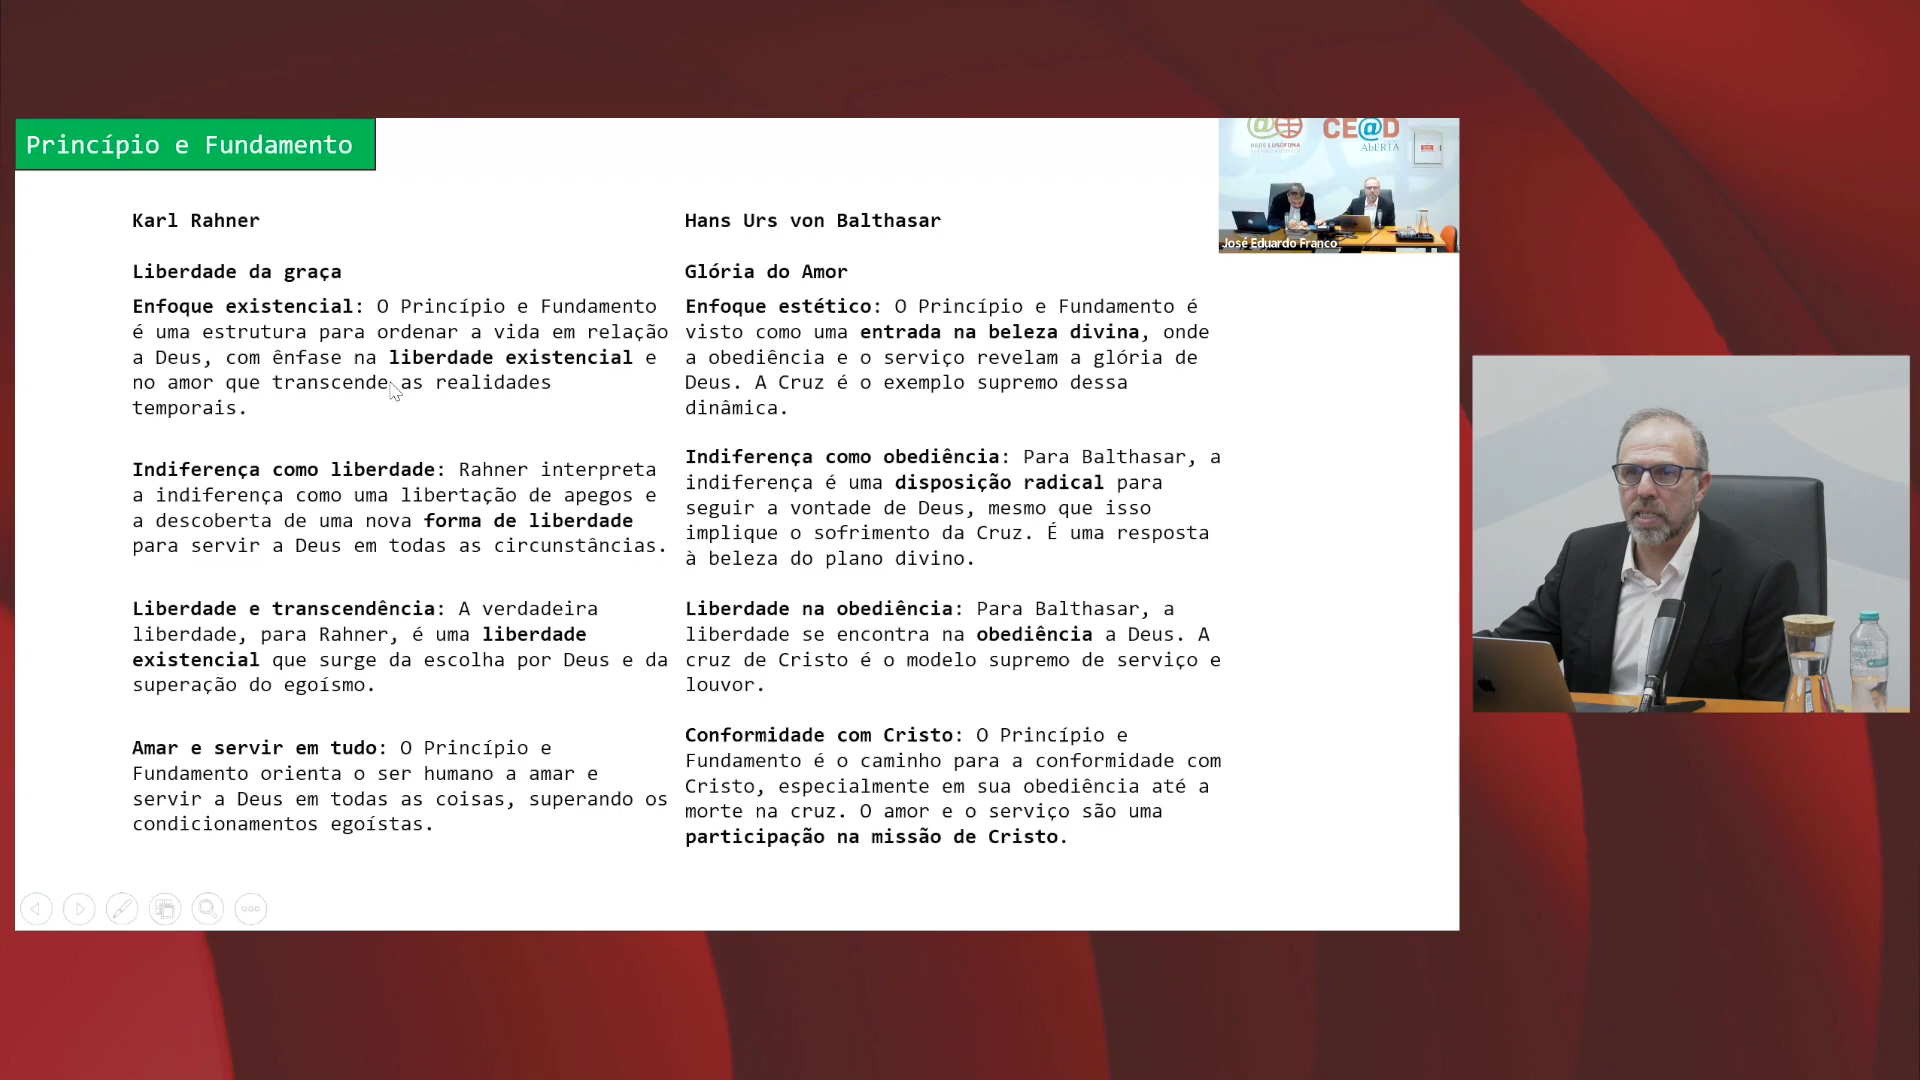 Princípio e Fundamento
Karl Rahner
Liberdade da graça
Enfoque existencial: O Princípio e Fundamento
é uma estrutura para ordenar a vida em relação
a Deus, com ênfase na liberdade existencial e
no amor que transcende as realidades
temporais.
Indiferença como liberdade: Rahner interpreta
a indiferença como uma libertação de apegos e
a descoberta de uma nova forma de liberdade
para servir a Deus em todas as circunstâncias.
Liberdade e transcendência: A verdadeira
liberdade, para Rahner, é uma liberdade
existencial que surge da escolha por Deus e da
superação do egoísmo.
Amar e servir em tudo: O Princípio e
Fundamento orienta o ser humano a amar e
servir a Deus em todas as coisas, superando os
condicionamentos egoístas.
Hans Urs von Balthasar
Glória do Amor
Enfoque estético: O Princípio e Fundamento é
visto como uma entrada na beleza divina, onde
a obediência e o serviço revelam a glória de
Deus. A Cruz é o exemplo supremo dessa
dinâmica.
Indiferença como obediência: Para Balthasar, a
indiferença é uma disposição radical para
seguir a vontade de Deus, mesmo que isso
implique o sofrimento da Cruz. É uma resposta
à beleza do plano divino.
Liberdade na obediência: Para Balthasar, a
liberdade se encontra na obediência a Deus. A
cruz de Cristo é o modelo supremo de serviço e
louvor.
Conformidade com Cristo: O Princípio e
Fundamento é o caminho para a conformidade com
Cristo, especialmente em sua obediência até a
morte na cruz. O amor e o serviço são uma
participação na missão de Cristo.
CE@D
AbERTA
REDE LUSÓFONA
José Eduardo Franco